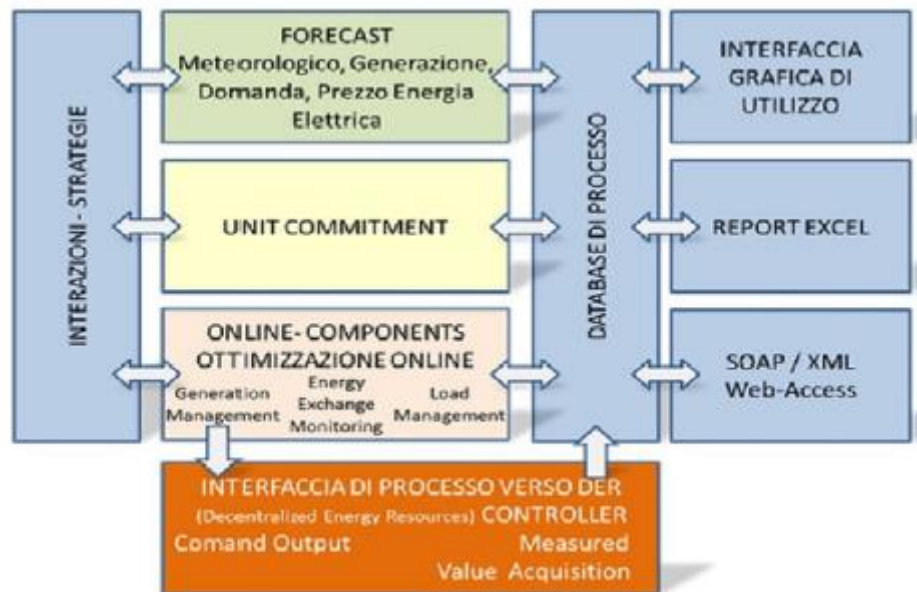 INTERAZIONI - STRATEGIE
FORECAST
Meteorologico, Generazione,
Domanda, Prezzo Energia
Elettrica
UNIT COMMITMENT
ONLINE- COMPONENTS
OTTIMIZZAZIONE ONLINE
Generation
Management
Energy
Exchange
Monitoring
Load
Management
DATABASE DI PROCESSO
INTERFACCIA
GRAFICA DI
UTILIZZO
REPORT EXCEL
SOAP / XML
Web-Access
INTERFACCIA DI PROCESSO VERSO DER
(Decentralized Energy Resources) CONTROLLER
Comand Output
Measured
Value Acquisition